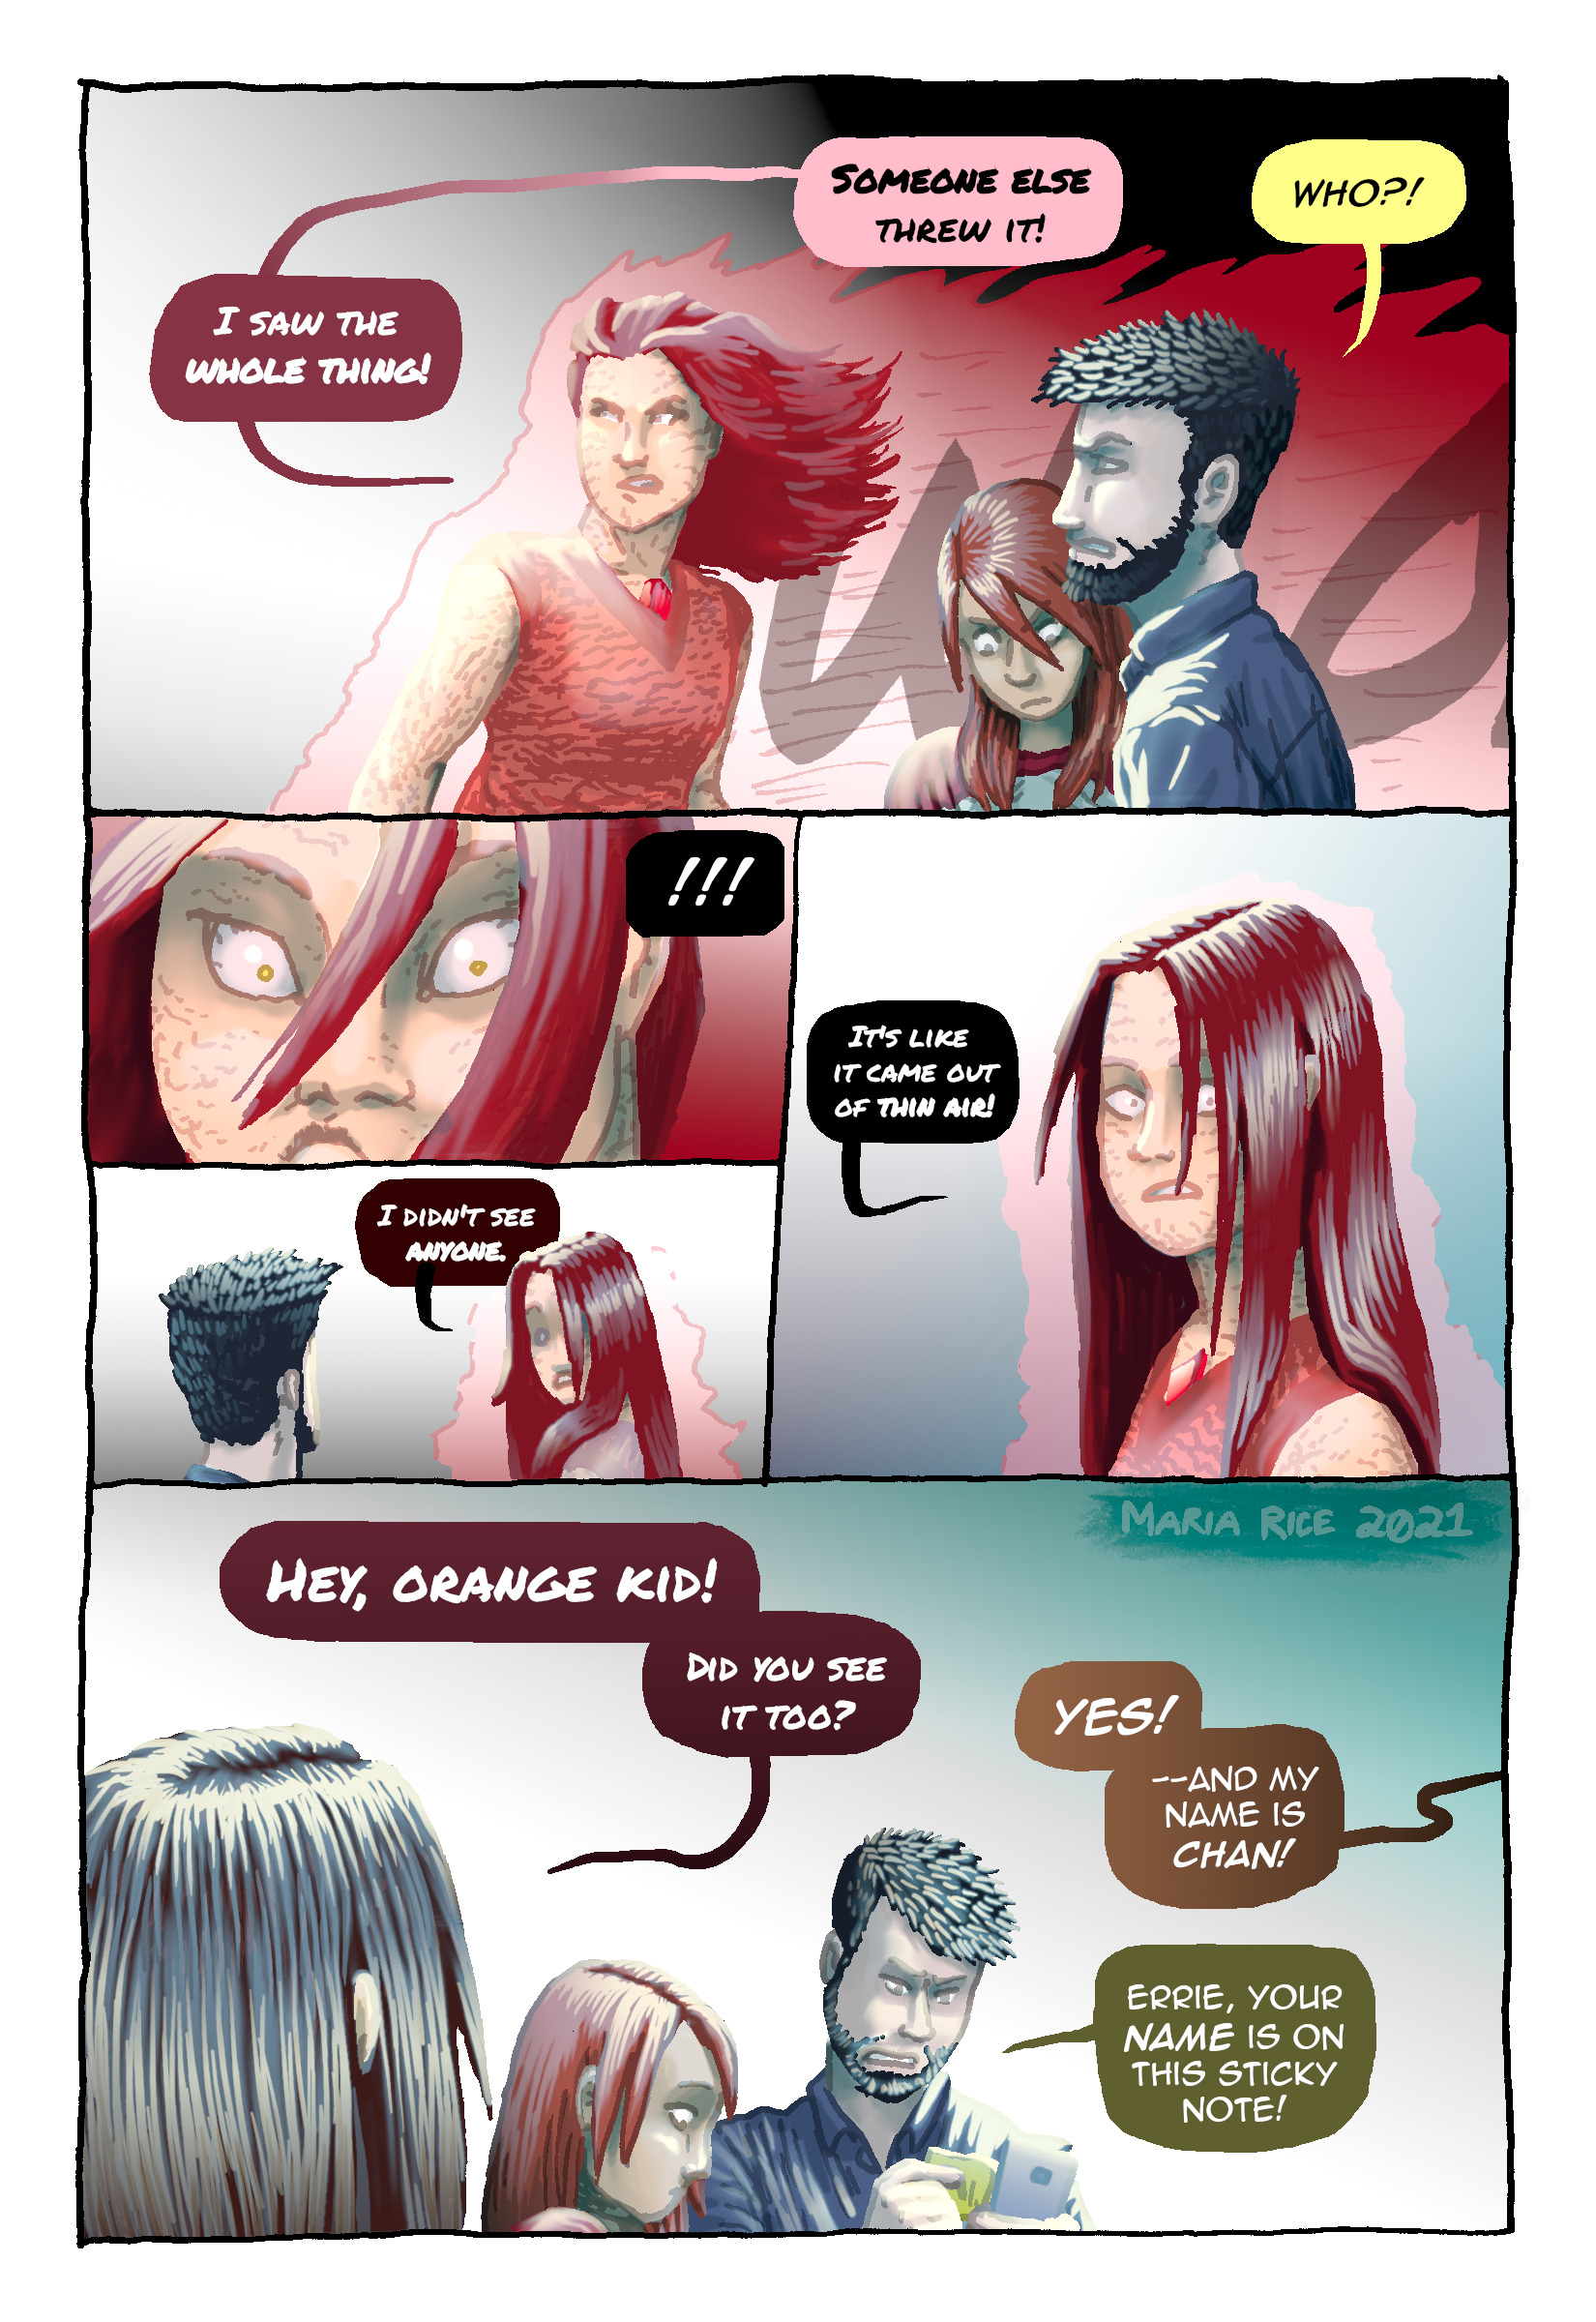 I SAW THE
WHOLE THING!
SOMEONE ELSE
THREW IT!
WHO?!
!!!
I DIDN'T SEE
ANYONE.
IT'S LIKE
IT CAME OUT
OF THIN AIR!
MARIA RICE 2021
HEY, ORANGE KID!
DID YOU SEE
IT TOO?
YES!
--AND MY
NAME IS
CHAN!
ERRIE, YOUR
NAME IS ON
THIS STICKY
NOTE!